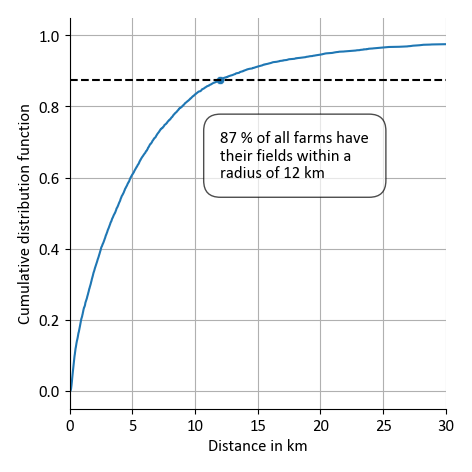 1.0
0.8
0.6
0.4
0.2
0.0
Cumulative distribution function
87 % of all farms have
their fields within a
radius of 12 km
0 5 10 15 20 25 30
Distance in km